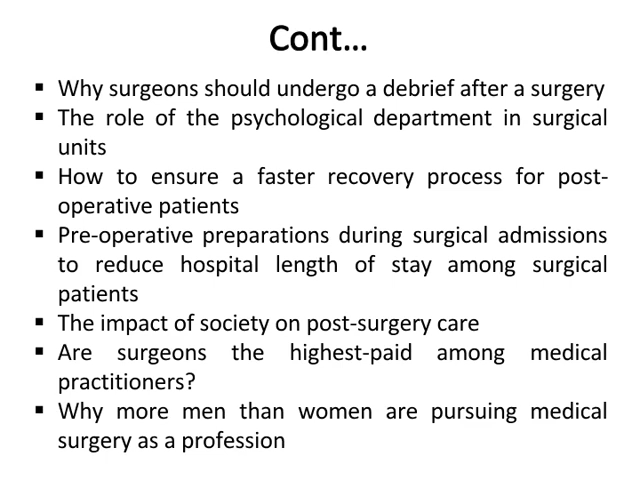 Cont...
▪ Why surgeons should undergo a debrief after a surgery
▪ The role of the psychological department in surgical
units
▪ How to ensure a faster recovery process for post-
operative patients
▪ Pre-operative preparations during surgical admissions
to reduce hospital length of stay among surgical
patients
▪ The impact of society on post-surgery care
▪ Are surgeons the highest-paid among medical
practitioners?
▪ Why more men than women are pursuing medical
surgery as a profession